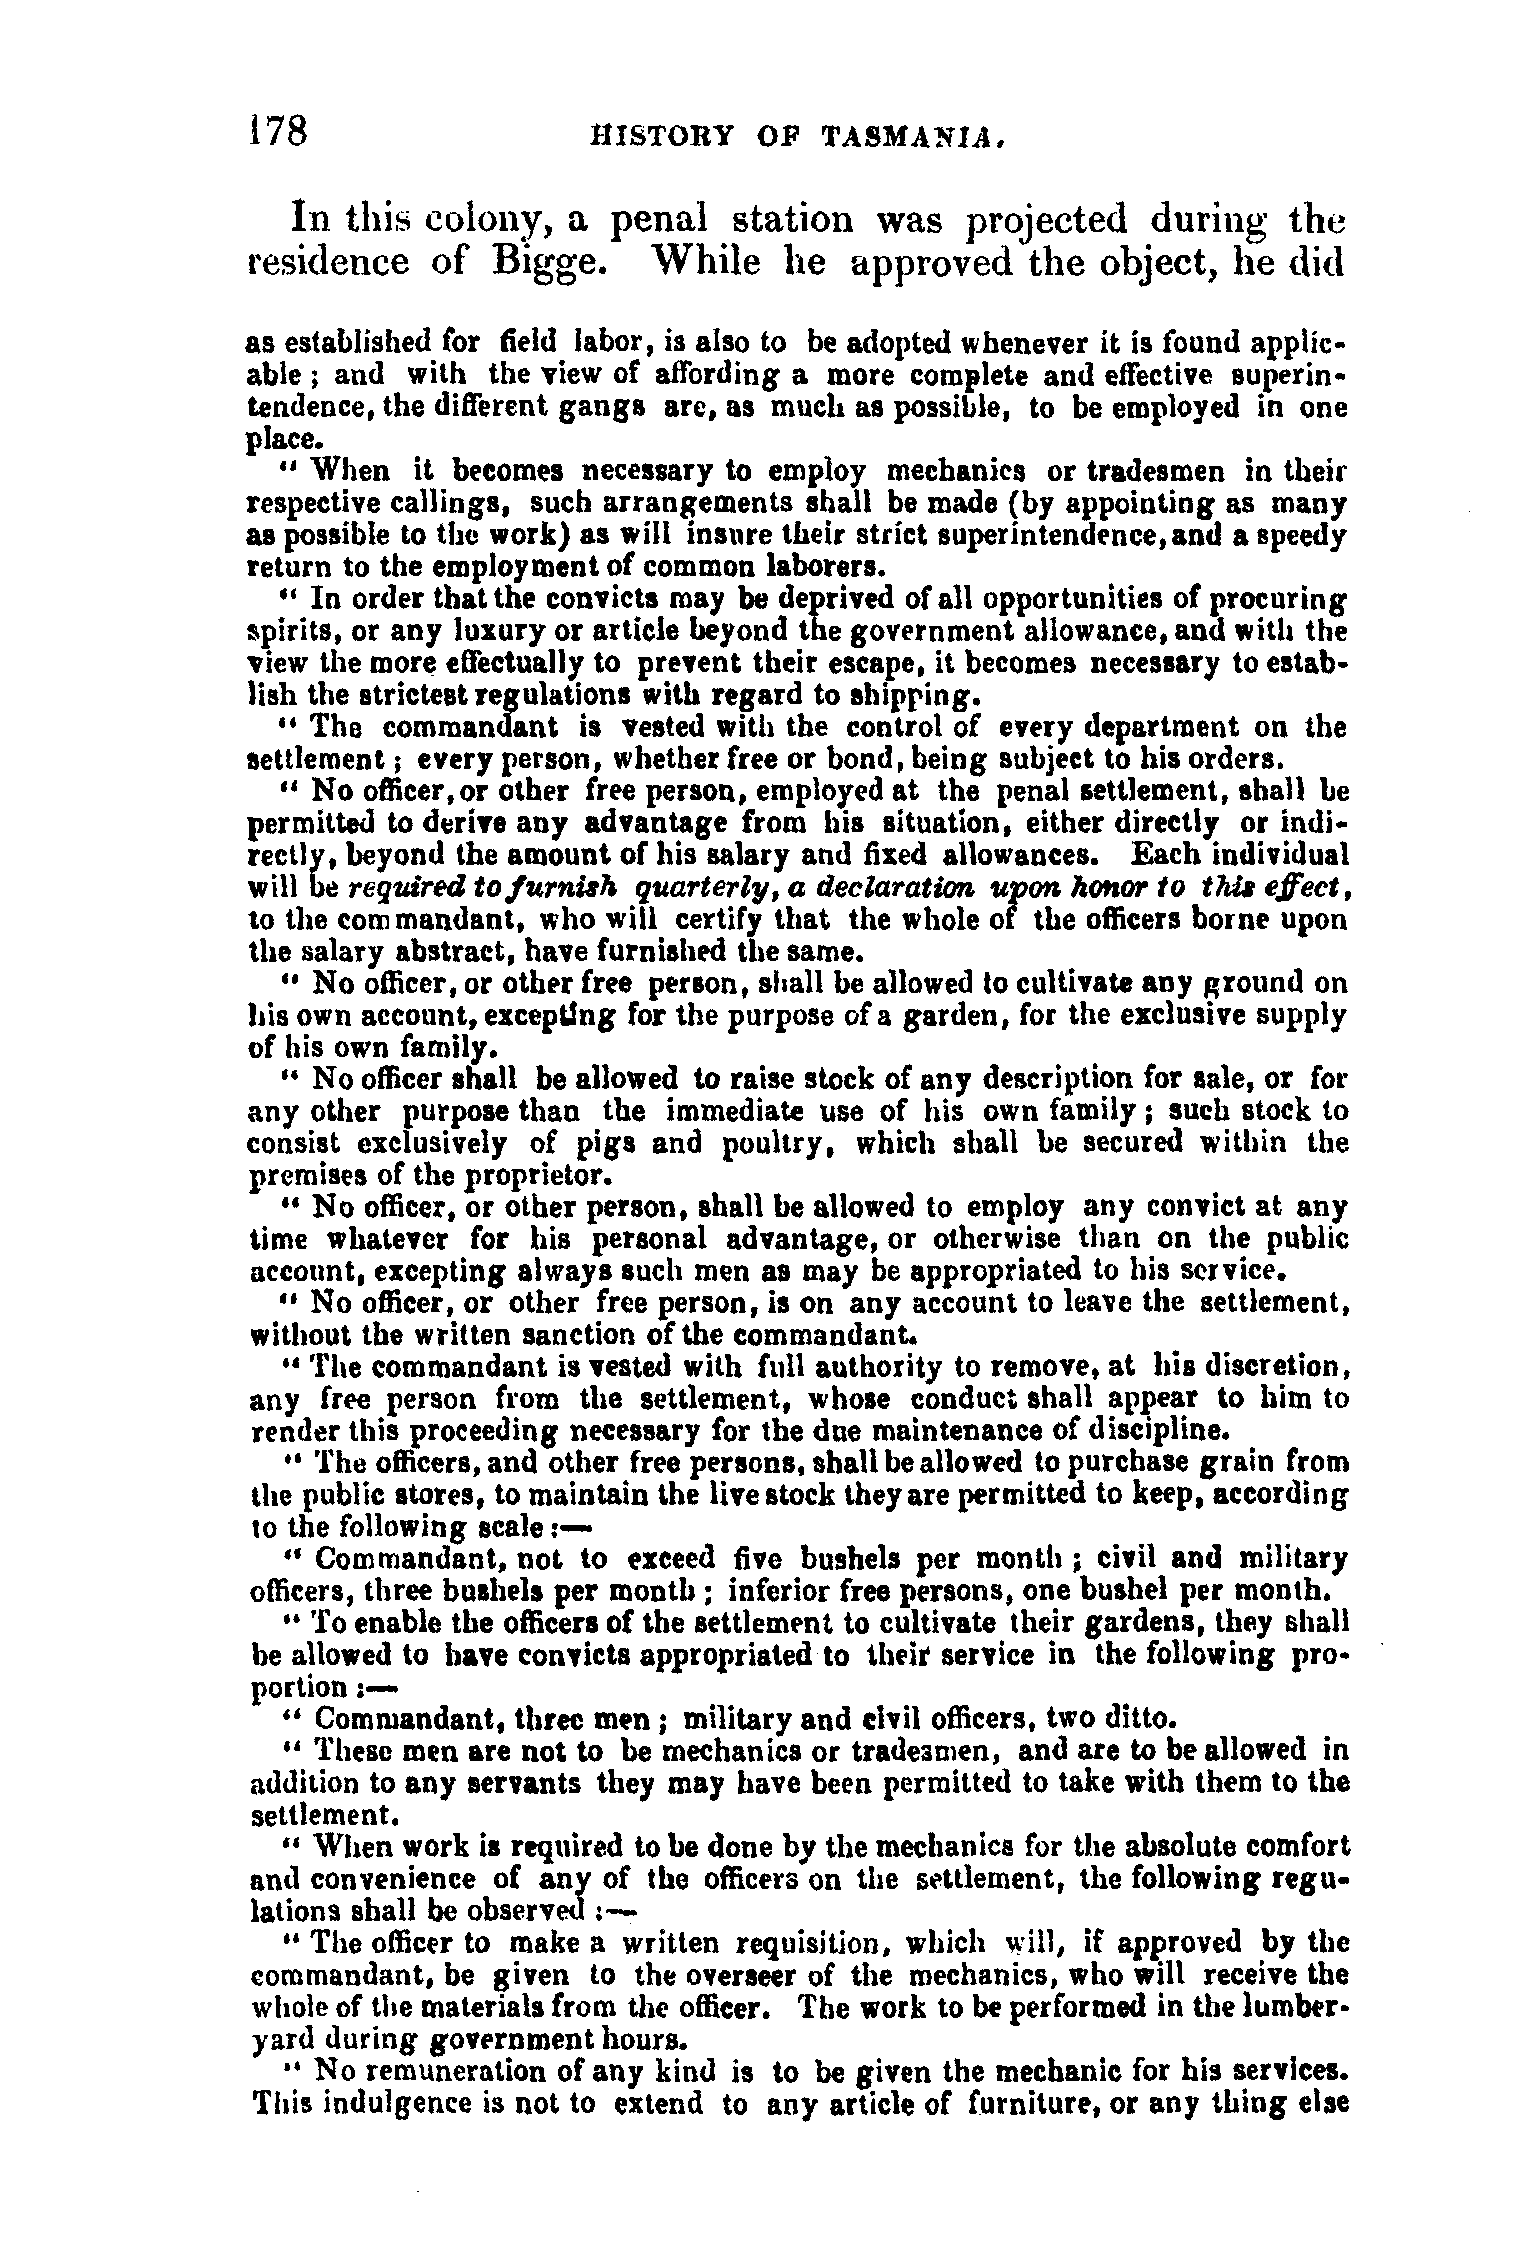 178 HISTORY OF TASMANIA.
In this colony, a penal station was projected during the
residence of Bigge. While he approved the object, he did
as established for field labor, is also to be adopted whenever it is found applic-
able ; and with the view of affording a more complete and effective superin-
tendence, the different gangs are, as much as possible, to be employed in one
place.
" When it becomes necessary to employ mechanics or tradesmen in their
respective callings, such arrangements shall be made (by appointing as many
as possible to the work) as will insure their strict superintendence, and a speedy
return to the employment of common laborers.
" In order that the convicts may be deprived of all opportunities of procuring
spirits, or any luxury or article beyond the government allowance, and with the
view the more effectually to prevent their escape, it becomes necessary to estab-
lish the strictest regulations with regard to shipping.
" The commandant is vested with the control of every department on the
settlement ; every person, whether free or bond, being subject to his orders.
" No officer, or other free person, employed at the penal settlement, shall be
permitted to derive any advantage from his situation, either directly or indi-
rectly, beyond the amount of his salary and fixed allowances. Each individual
will be required to furnish quarterly, a declaration upon honor to this effect,
to the commandant, who will certify that the whole of the officers borne upon
the salary abstract, have furnished the same.
" No officer, or other free person, shall be allowed to cultivate any ground on
his own account, excepting for the purpose of a garden, for the exclusive supply
of his own family.
" No officer shall be allowed to raise stock of any description for sale, or for
any other purpose than the immediate use of his own family ; such stock to
consist exclusively of pigs and poultry, which shall be secured within the
premises of the proprietor.
" No officer, or other person, shall be allowed to employ any convict at any
time whatever for his personal advantage, or otherwise than on the public
account, excepting always such men as may be appropriated to his service.
" No officer, or other free person, is on any account to leave the settlement,
without the written sanction of the commandant.
" The commandant is vested with full authority to remove, at his discretion,
any free person from the settlement, whose conduct shall appear to him to
render this proceeding necessary for the due maintenance of discipline.
" The officers, and other free persons, shall be allowed to purchase grain from
the public stores, to maintain the live stock they are permitted to keep, according
to the following scale :—
" Commandant, not to exceed five bushels per month ; civil and military
officers, three bushels per month ; inferior free persons, one bushel per month.
" To enable the officers of the settlement to cultivate their gardens, they shall
be allowed to have convicts appropriated to their service in the following pro-
portion :—
" Commandant, three men ; military and civil officers, two ditto.
" These men are not to be mechanics or tradesmen, and are to be allowed in
addition to any servants they may have been permitted to take with them to the
settlement.
" When work is required to be done by the mechanics for the absolute comfort
and convenience of any of the officers on the settlement, the following regu-
lations shall be observed :—
" The officer to make a written requisition, which will, if approved by the
commandant, be given to the overseer of the mechanics, who will receive the
whole of the materials from the officer. The work to be performed in the lumber-
yard during government hours.
" No remuneration of any kind is to be given the mechanic for his services.
This indulgence is not to extend to any article of furniture, or any thing else